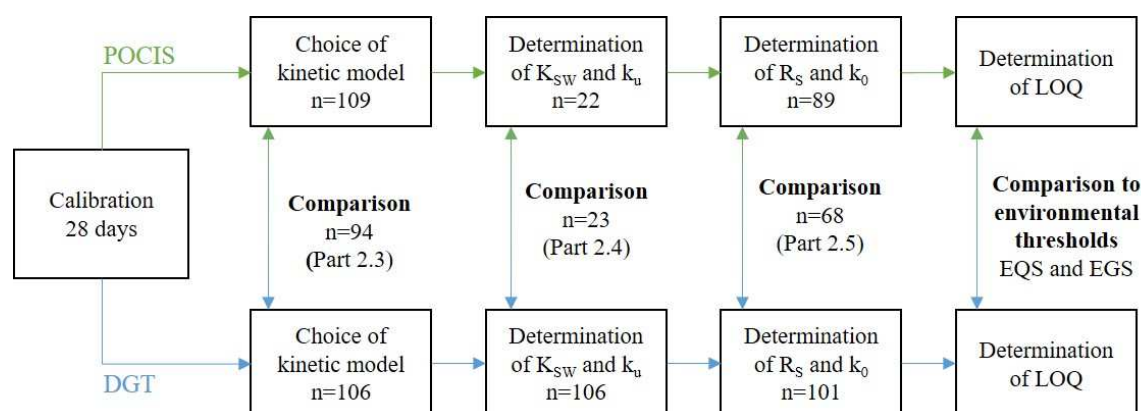 POCIS
Choice of
kinetic model
n=109
Determination
of K_SW and k_u
n=22
Determination
of R_S and k_0
n=89
Determination
of LOQ
Calibration
28 days
Comparison
n=94
(Part 2.3)
Comparison
n=23
(Part 2.4)
Comparison
n=68
(Part 2.5)
Comparison to
environmental
thresholds
EQS and EGS
DGT
Choice of
kinetic model
n=106
Determination
of K_SW and k_u
n=106
Determination
of R_S and k_0
n=101
Determination
of LOQ